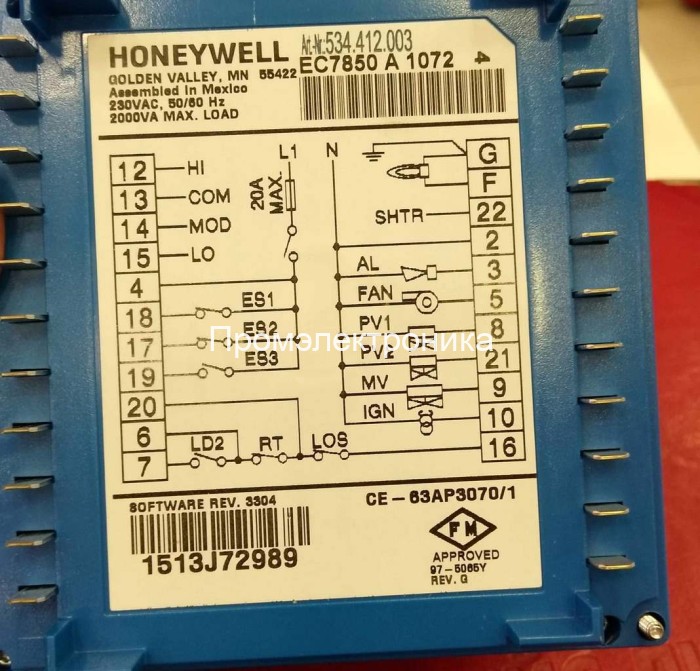 HONEYWELL Art.-Nr.: 534.412.003
GOLDEN VALLEY, MN 55422 EC7850 A 1072 4
Assembled in Mexico
230VAC, 50/60 Hz
2000VA MAX. LOAD
L1 N
12 HI
13 COM
14 MOD
15 LO
4
18 ES1
17 ES2
19 ES3
20
6
7 LD2 RT LOS
20A
MAX.
G
F
SHTR 22
2
AL 3
FAN 5
PV1 8
PV2 21
MV 9
IGN 10
16
Промэлектроника
SOFTWARE REV. 3304
1513J72989
CE-63AP3070/1
FM
APPROVED
97-5065Y
REV. G